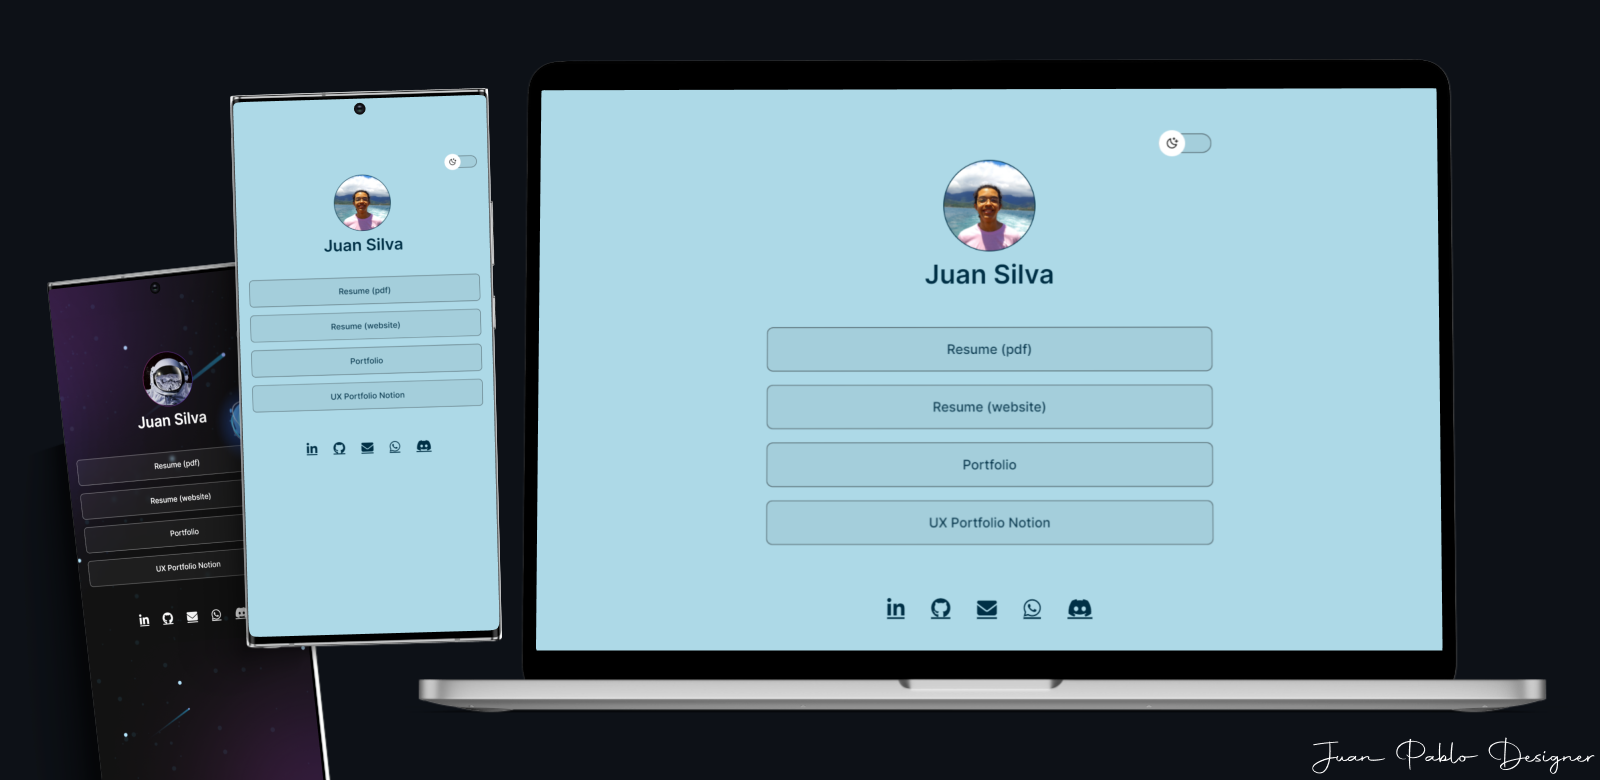 Juan Silva
Resume (pdf)
Resume (website)
Portfolio
UX Portfolio Notion
in
Juan Silva
Resume (pdf)
Resume (website)
Portfolio
UX Portfolio Notion
in
Juan Silva
Resume (pdf)
Resume (website)
Portfolio
UX Portfolio Notion
in
Juan Pablo Designer